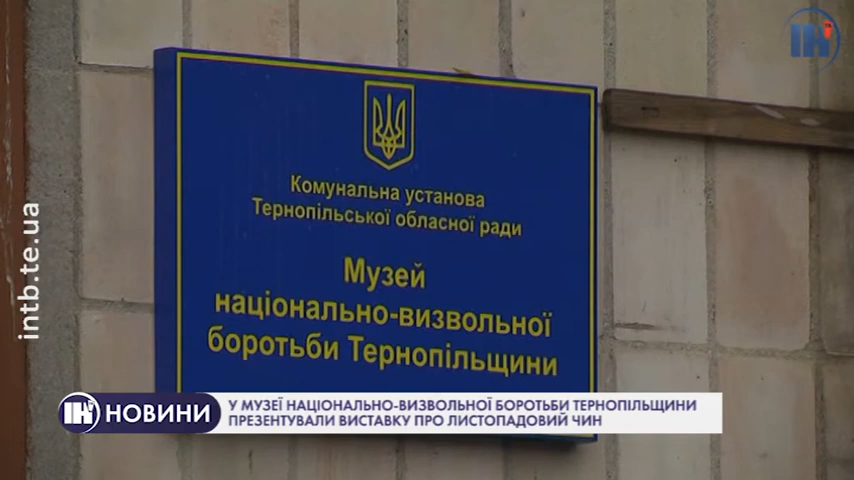 ІНТБ
Комунальна установа
Тернопільської обласної ради
Музей
національно-визвольної
боротьби Тернопільщини
intb.te.ua
НОВИНИ
У МУЗЕЇ НАЦІОНАЛЬНО-ВИЗВОЛЬНОЇ БОРОТЬБИ ТЕРНОПІЛЬЩИНИ
ПРЕЗЕНТУВАЛИ ВИСТАВКУ ПРО ЛИСТОПАДОВИЙ ЧИН